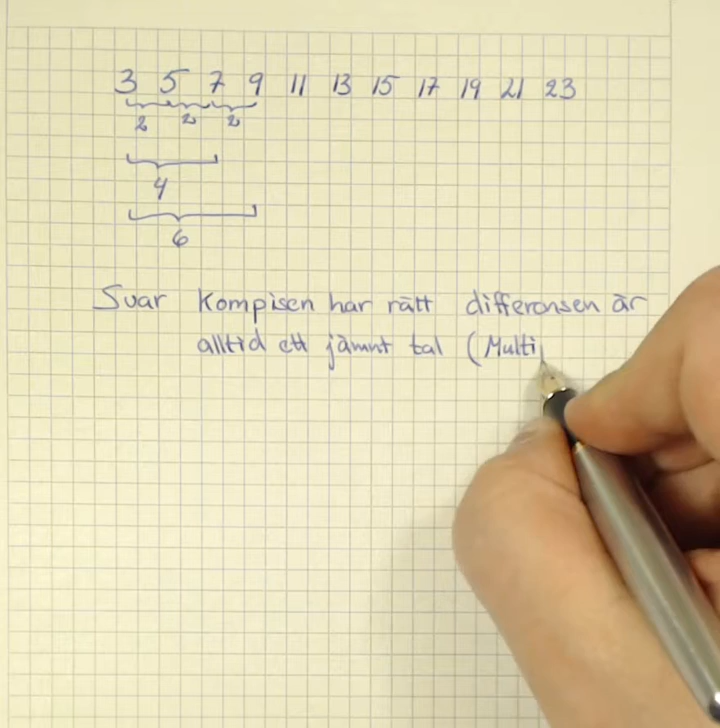 3 5 7 9 11 13 15 17 19 21 23
2 2 2
4
6
Svar Kompisen har rätt differensen är
alltid ett jämnt tal (Multi